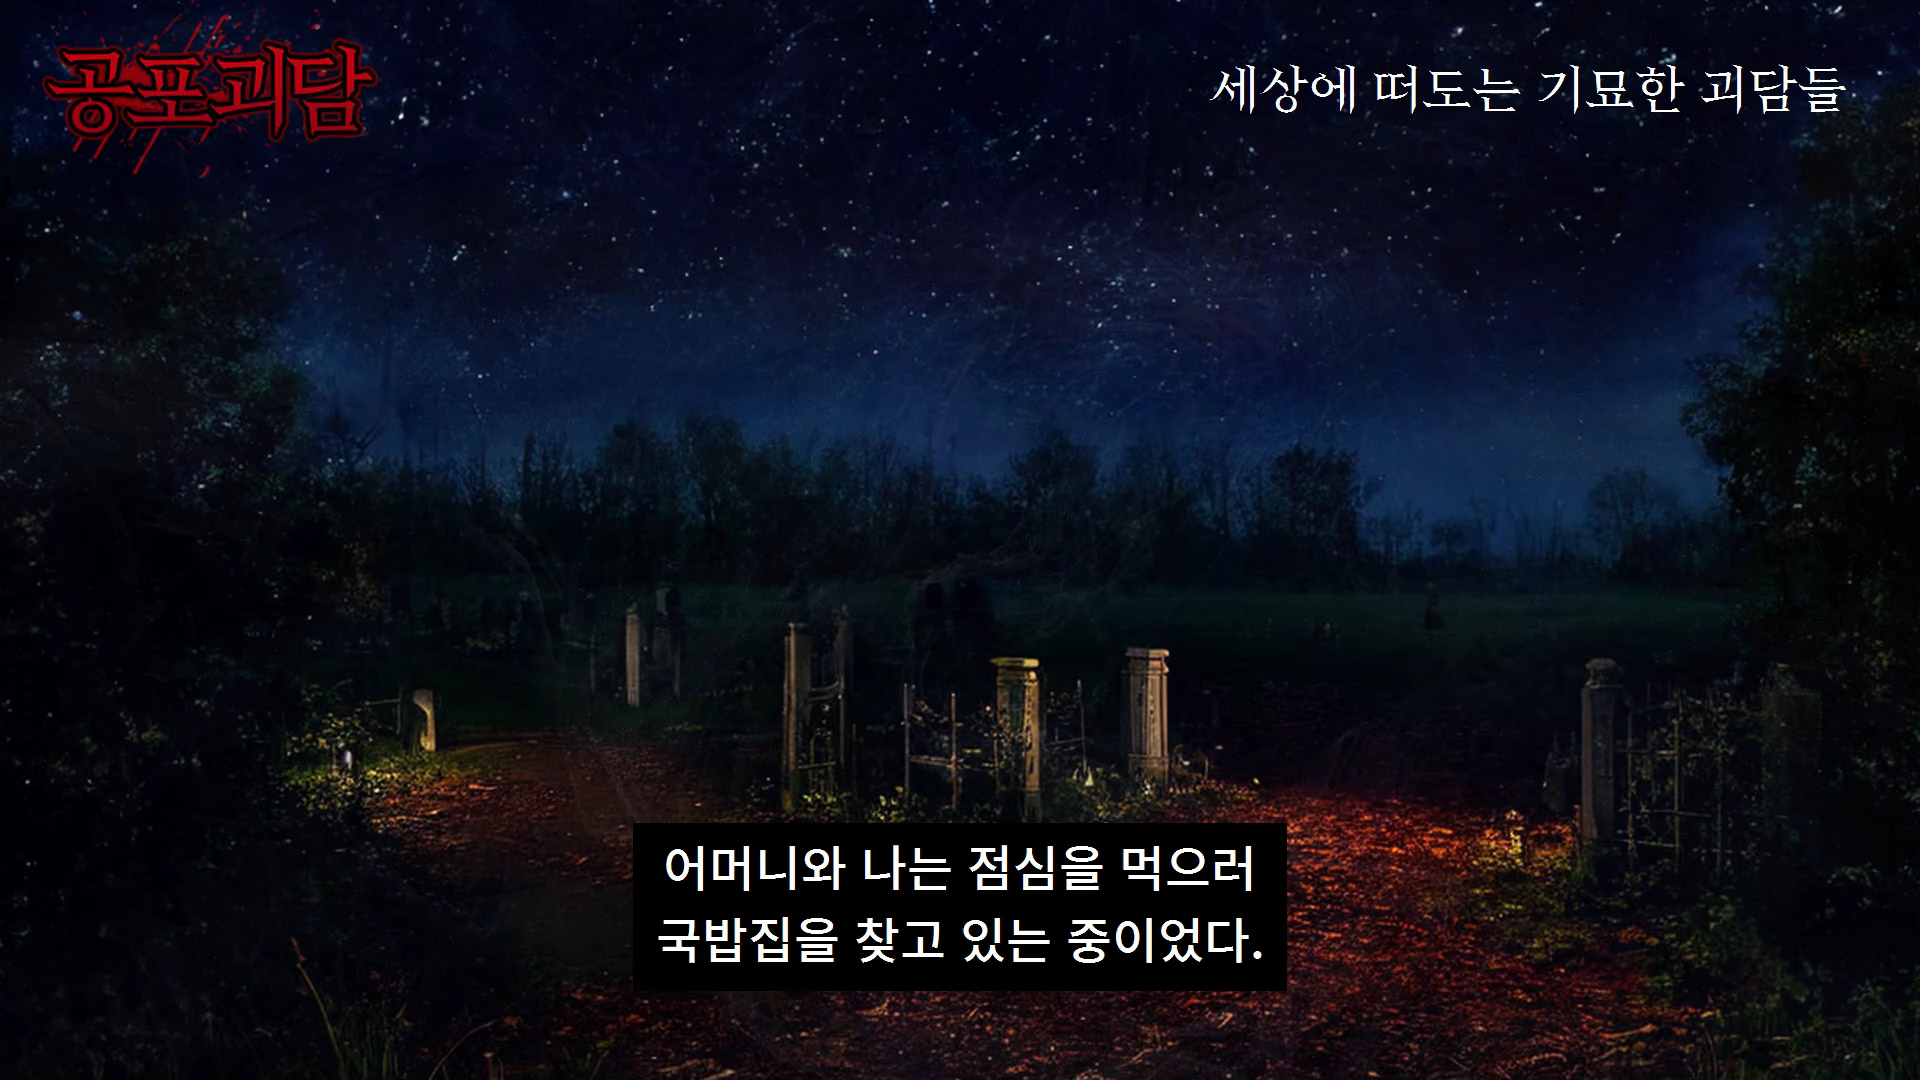 공포괴담
세상에 떠도는 기묘한 괴담들
어머니와 나는 점심을 먹으러
국밥집을 찾고 있는 중이었다.